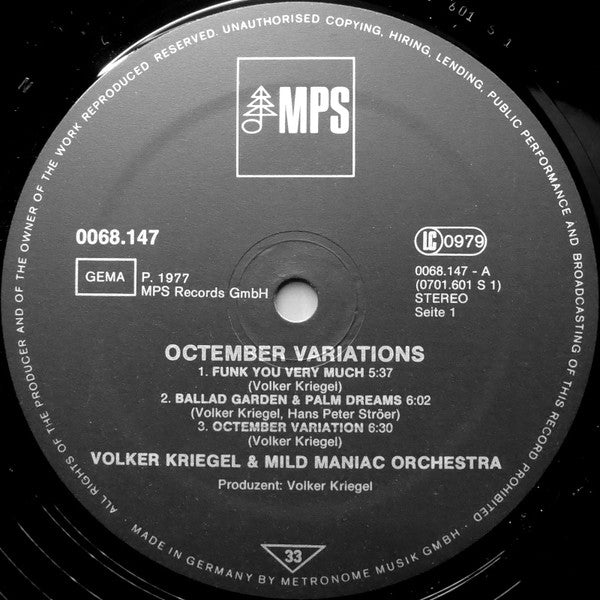 601 S 1
ALL RIGHTS OF THE PRODUCER AND OF THE OWNER OF THE WORK REPRODUCED RESERVED. UNAUTHORISED COPYING, HIRING, LENDING, PUBLIC PERFORMANCE AND BROADCASTING OF THIS RECORD PROHIBITED
MPS
0068.147
LC 0979
GEMA
P. 1977
MPS Records GmbH
0068.147 - A
(0701.601 S 1)
STEREO
Seite 1
OCTEMBER VARIATIONS
1. FUNK YOU VERY MUCH 5:37
(Volker Kriegel)
2. BALLAD GARDEN & PALM DREAMS 6:02
(Volker Kriegel, Hans Peter Ströer)
3. OCTEMBER VARIATION 6:30
(Volker Kriegel)
VOLKER KRIEGEL & MILD MANIAC ORCHESTRA
Produzent: Volker Kriegel
33
· MADE IN GERMANY BY METRONOME MUSIK GMBH ·